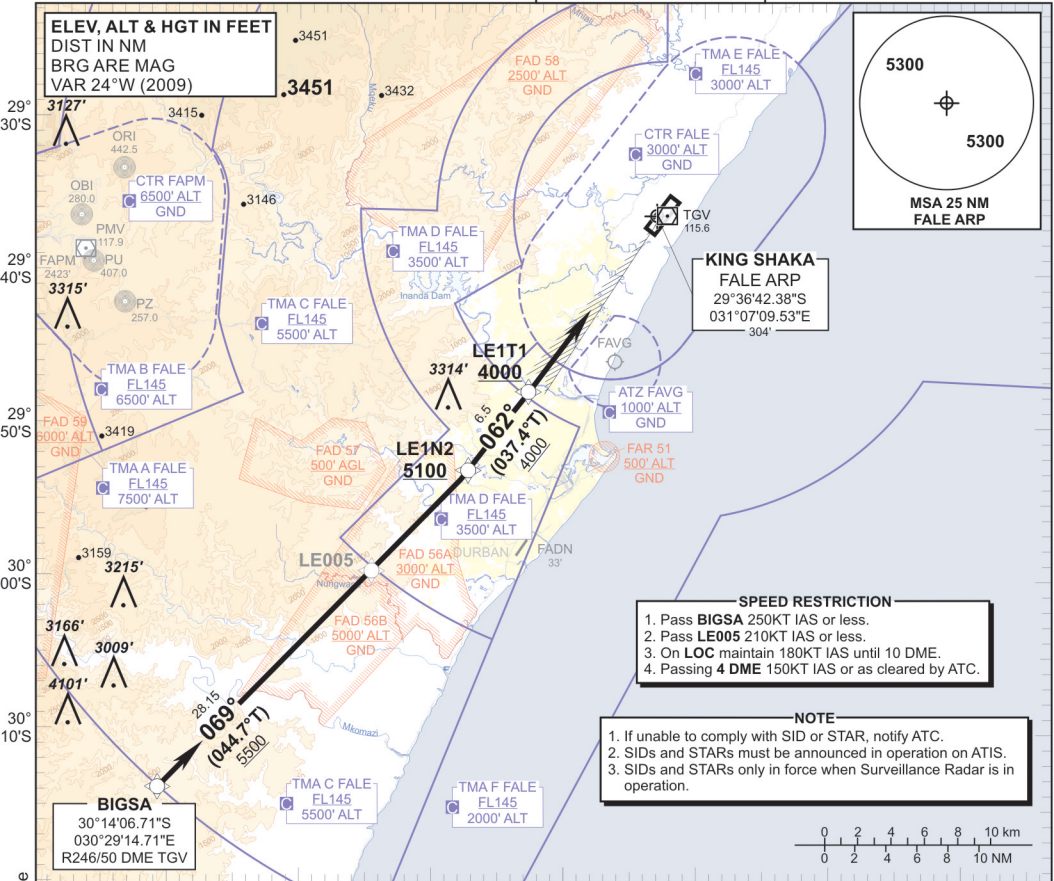 ELEV, ALT & HGT IN FEET
DIST IN NM
BRG ARE MAG
VAR 24°W (2009)
3451
3451
3432
3415
3127'
29°
30'S
ORI
442.5
OBI
280.0
CTR FAPM
6500' ALT
GND
PMV
117.9
FAPM
2423'
PU
407.0
3315'
PZ
257.0
3146
29°
40'S
FAD 58
2500' ALT
GND
TMA E FALE
FL145
3000' ALT
CTR FALE
3000' ALT
GND
5300
5300
MSA 25 NM
FALE ARP
TGV
115.6
KING SHAKA
FALE ARP
29°36'42.38"S
031°07'09.53"E
304'
TMA D FALE
FL145
3500' ALT
Inanda Dam
TMA C FALE
FL145
5500' ALT
TMA B FALE
FL145
6500' ALT
FAVG
LE1T1
4000
3314'
ATZ FAVG
1000' ALT
GND
29°
50'S
FAD 59
6000' ALT
GND
3419
TMA A FALE
FL145
7500' ALT
FAD 57
500' AGL
GND
6.5
062°
(037.4°T)
4000
LE1N2
5100
FAR 51
500' ALT
GND
TMA D FALE
FL145
3500' ALT
3159
3215'
LE005
FAD 56A
3000' ALT
GND
DURBAN
FADN
33'
30°
00'S
FAD 56B
5000' ALT
GND
3166'
3009'
4101'
SPEED RESTRICTION
1. Pass BIGSA 250KT IAS or less.
2. Pass LE005 210KT IAS or less.
3. On LOC maintain 180KT IAS until 10 DME.
4. Passing 4 DME 150KT IAS or as cleared by ATC.
28.15
069°
(044.7°T)
5500
Mkomazi
30°
10'S
NOTE
1. If unable to comply with SID or STAR, notify ATC.
2. SIDs and STARs must be announced in operation on ATIS.
3. SIDs and STARs only in force when Surveillance Radar is in
operation.
BIGSA
30°14'06.71"S
030°29'14.71"E
R246/50 DME TGV
TMA C FALE
FL145
5500' ALT
TMA F FALE
FL145
2000' ALT
0 2 4 6 8 10 km
0 2 4 6 8 10 NM